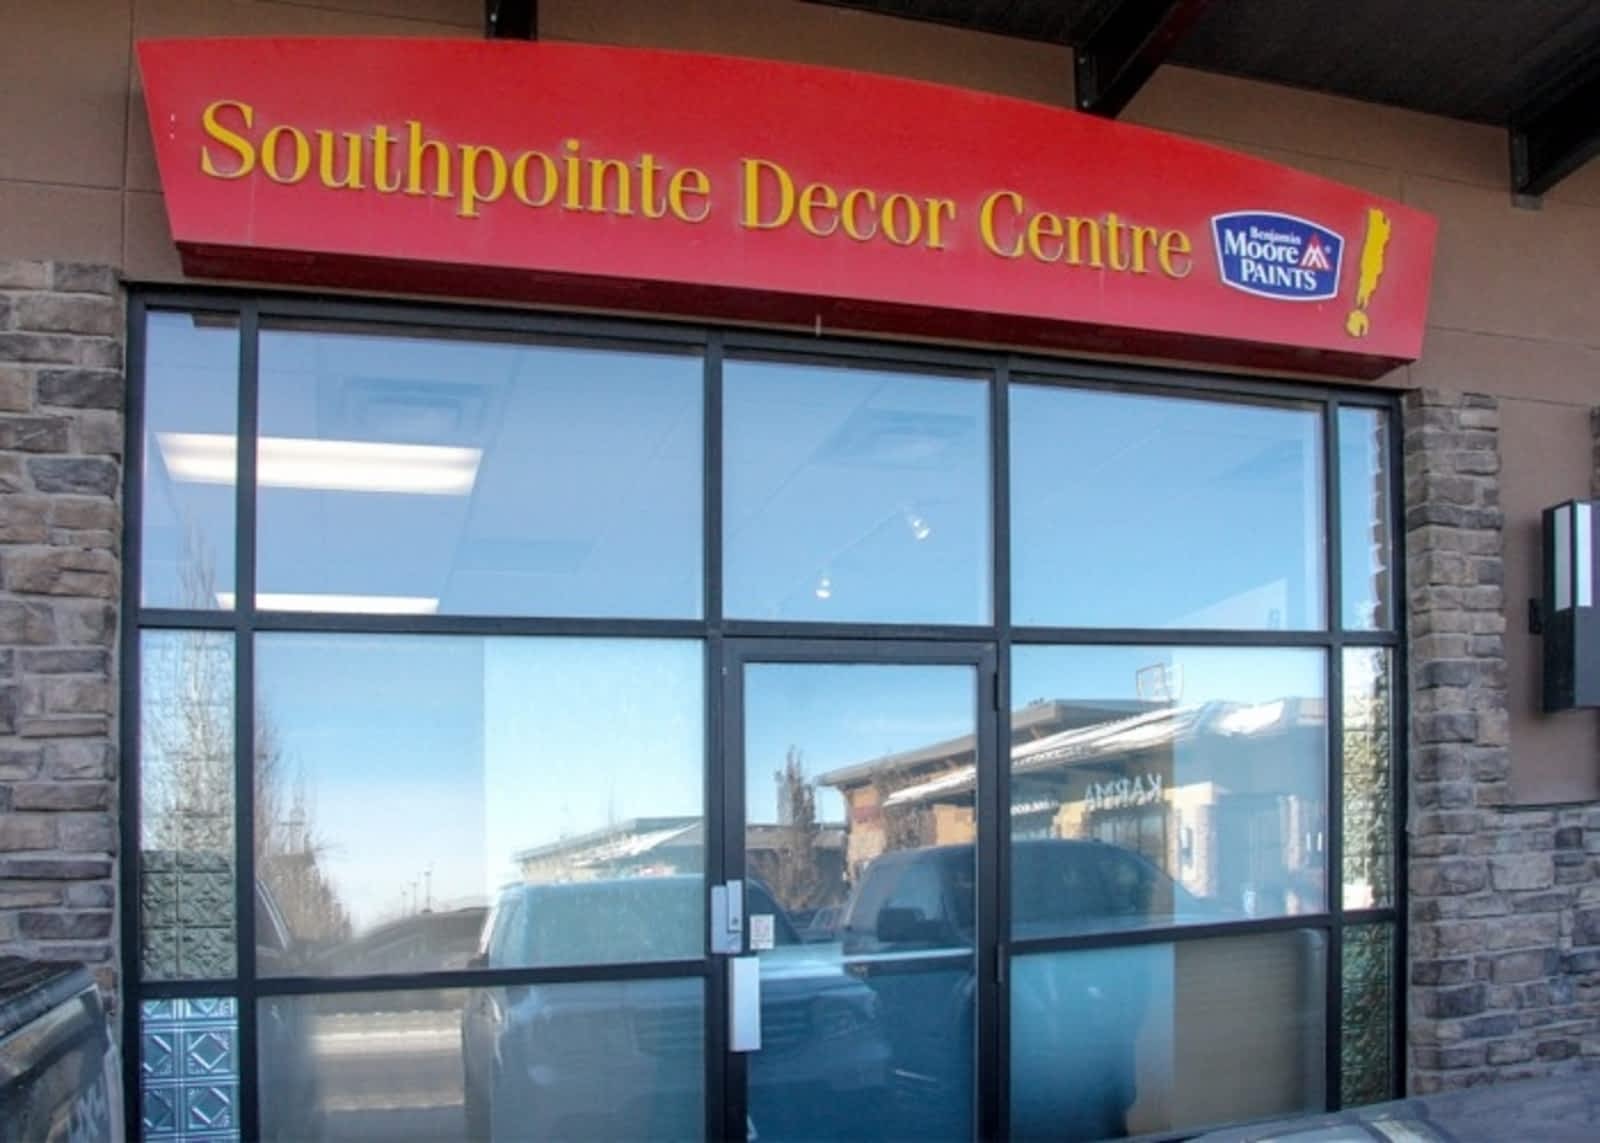 Southpointe Decor Centre
Benjamin
Moore
PAINTS
KARMA